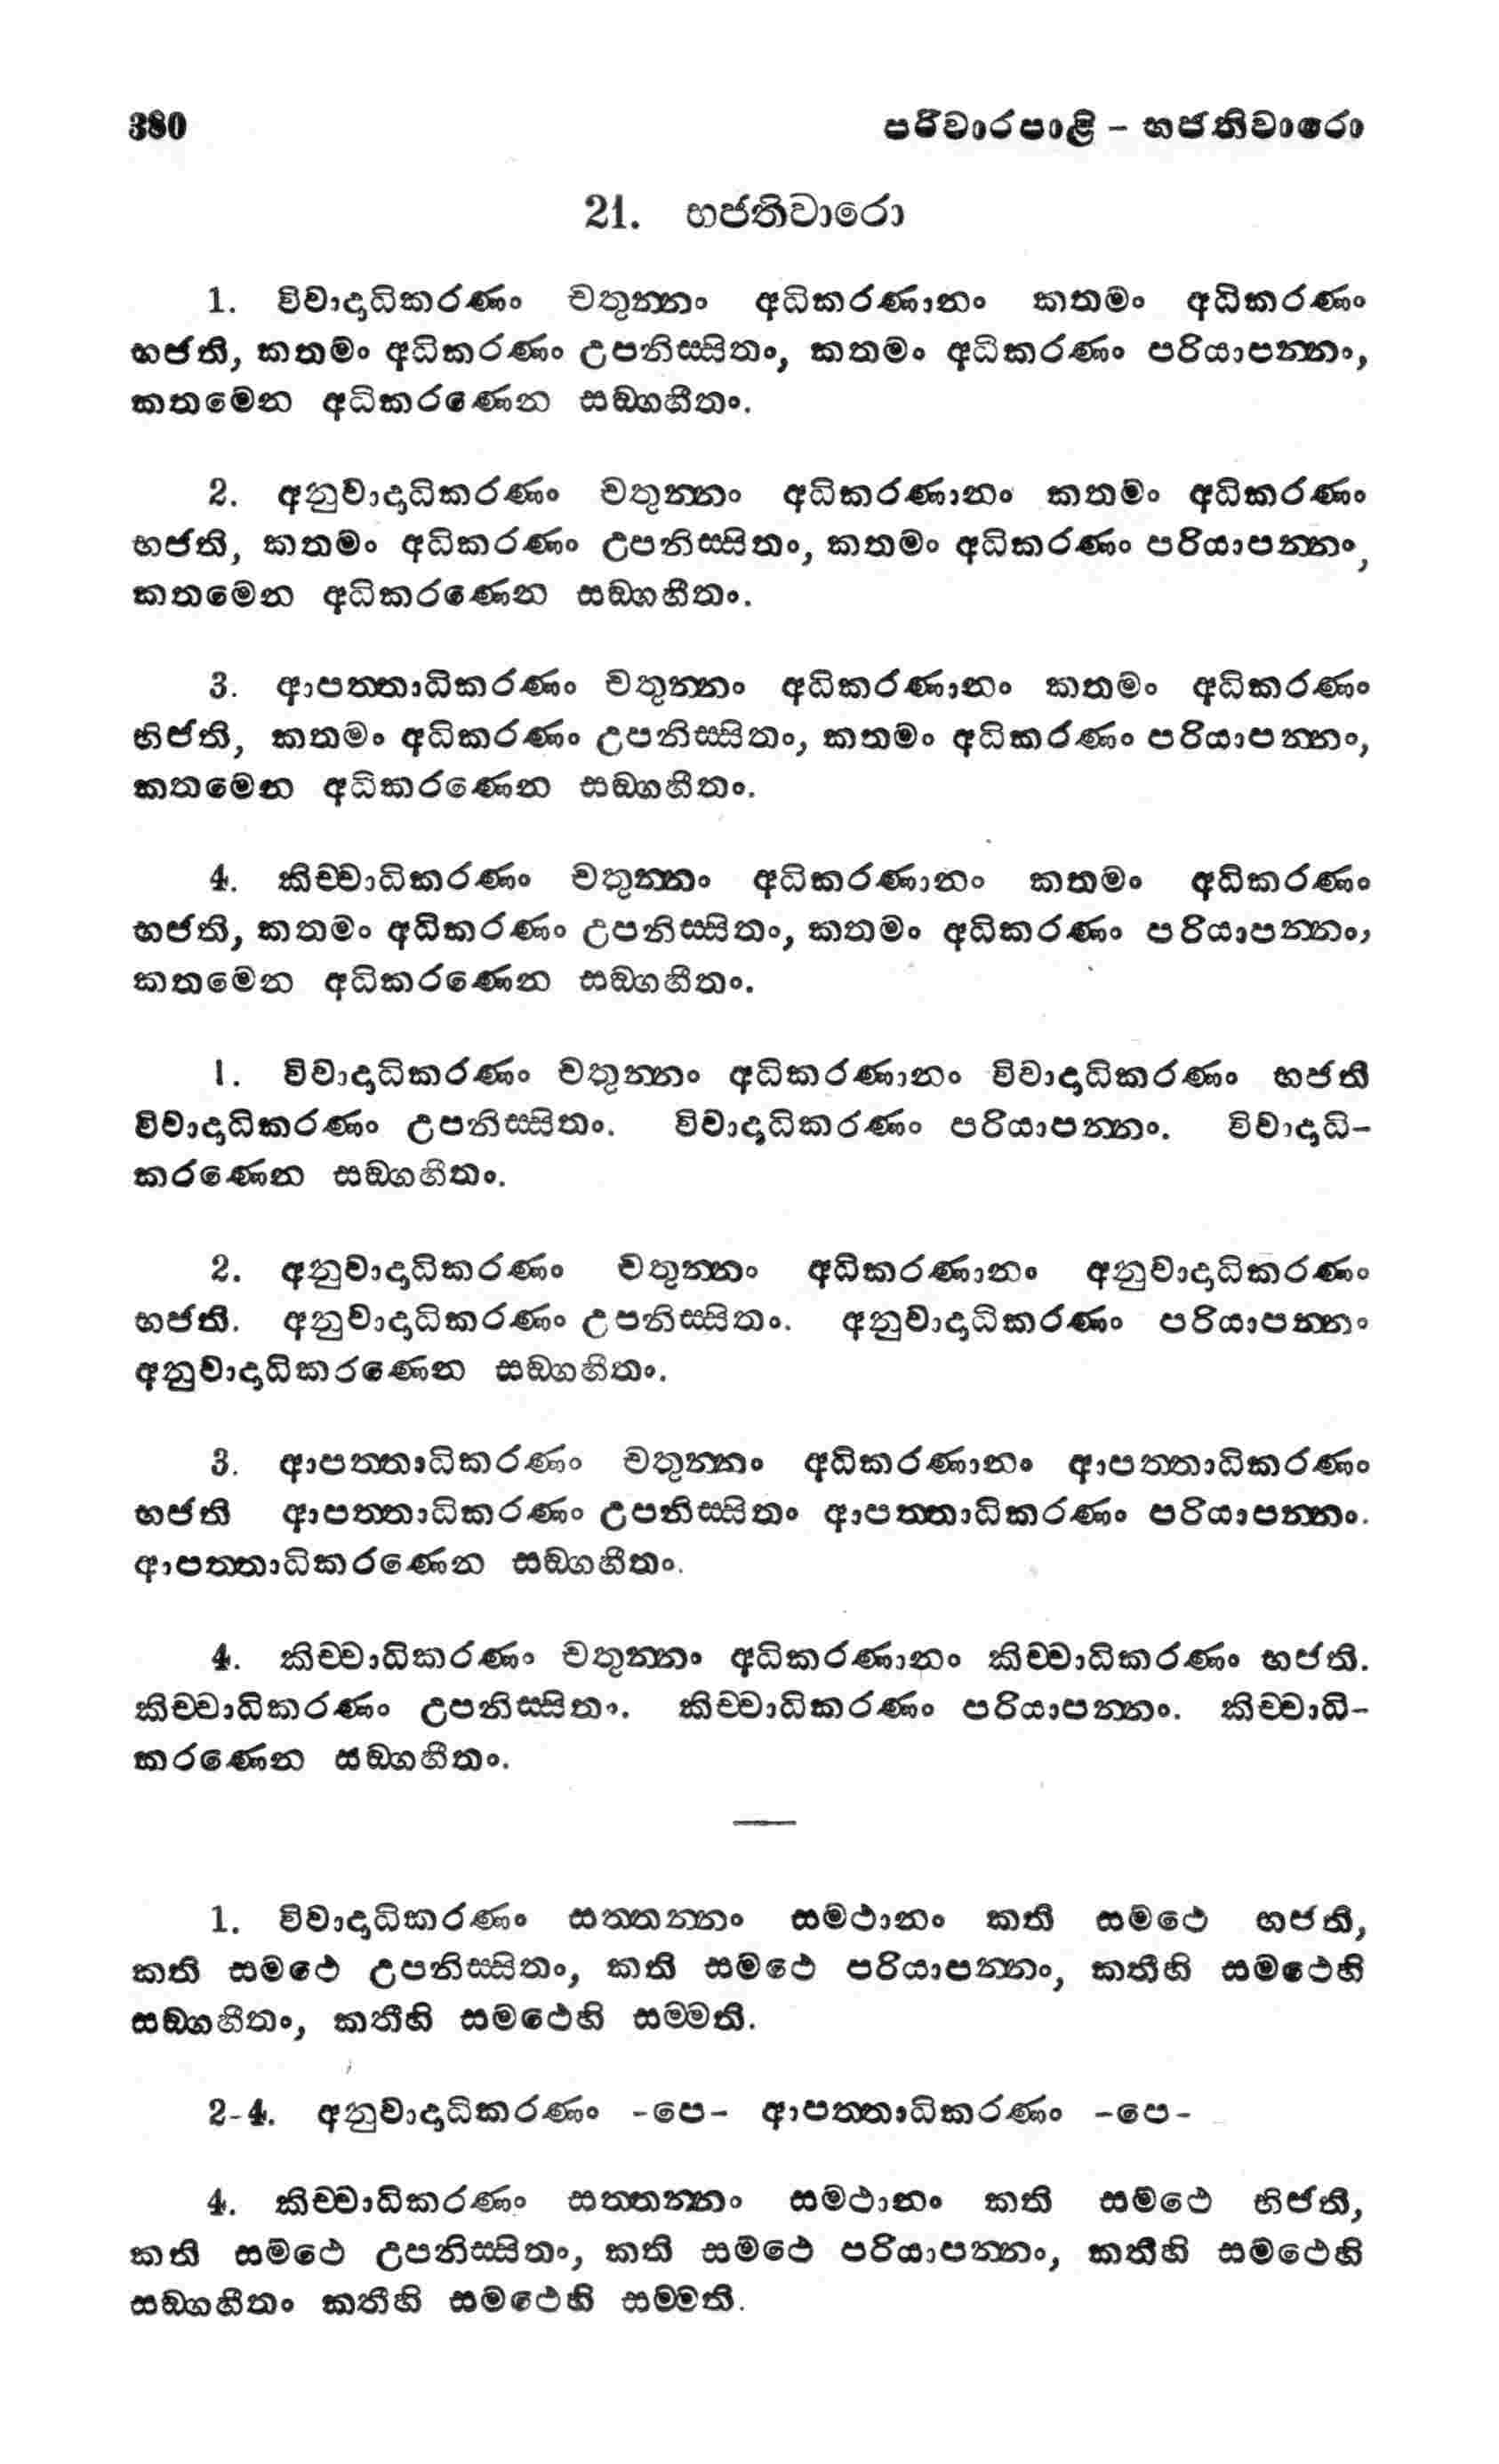 380 පරිවාරපාළි – භජතිවාරො
21. භජතිවාරො
1. විවාදාධිකරණං චතුන්නං අධිකරණානං කතමං අධිකරණං
භජති, කතමං අධිකරණං උපනිස්සිතං, කතමං අධිකරණං පරියාපන්නං,
කතමෙන අධිකරණෙන සඞ්ගහීතං.
2. අනුවාදාධිකරණං චතුන්නං අධිකරණානං කතමං අධිකරණං
භජති, කතමං අධිකරණං උපනිස්සිතං, කතමං අධිකරණං පරියාපන්නං,
කතමෙන අධිකරණෙන සඞ්ගහීතං.
3. ආපත්තාධිකරණං චතුන්නං අධිකරණානං කතමං අධිකරණං
භිජති, කතමං අධිකරණං උපනිස්සිතං, කතමං අධිකරණං පරියාපන්නං,
කතමෙන අධිකරණෙන සඞ්ගහීතං.
4. කිච්චාධිකරණං චතුන්නං අධිකරණානං කතමං අධිකරණං
භජති, කතමං අධිකරණං උපනිස්සිතං, කතමං අධිකරණං පරියාපන්නං,
කතමෙන අධිකරණෙන සඞ්ගහීතං.
1. විවාදාධිකරණං චතුන්නං අධිකරණානං විවාදාධිකරණං භජති
විවාදාධිකරණං උපනිස්සිතං. විවාදාධිකරණං පරියාපන්නං. විවාදාධි-
කරණෙන සඞ්ගහීතං.
2. අනුවාදාධිකරණං චතුන්නං අධිකරණානං අනුවාදාධිකරණං
භජති. අනුවාදාධිකරණං උපනිස්සිතං. අනුවාදාධිකරණං පරියාපන්නං
අනුවාදාධිකරණෙන සඞ්ගහීතං.
3. ආපත්තාධිකරණං චතුන්නං අධිකරණානං ආපත්තාධිකරණං
භජති ආපත්තාධිකරණං උපනිස්සිතං ආපත්තාධිකරණං පරියාපන්නං.
ආපත්තාධිකරණෙන සඞ්ගහීතං.
4. කිච්චාධිකරණං චතුන්නං අධිකරණානං කිච්චාධිකරණං භජති.
කිච්චාධිකරණං උපනිස්සිතං. කිච්චාධිකරණං පරියාපන්නං. කිච්චාධි-
කරණෙන සඞ්ගහීතං.
1. විවාදාධිකරණං සත්තන්නං සමථානං කති සමථෙ භජති,
කති සමථෙ උපනිස්සිතං, කති සමථෙ පරියාපන්නං, කතීහි සමථෙහි
සඞ්ගහීතං, කතීහි සමථෙහි සම්මති.
2-4. අනුවාදාධිකරණං -පෙ- ආපත්තාධිකරණං -පෙ-
4. කිච්චාධිකරණං සත්තන්නං සමථානං කති සමථෙ භිජති,
කති සමථෙ උපනිස්සිතං, කති සමථෙ පරියාපන්නං, කතීහි සමථෙහි
සඞ්ගහීතං කතීහි සමථෙහි සම්මති.